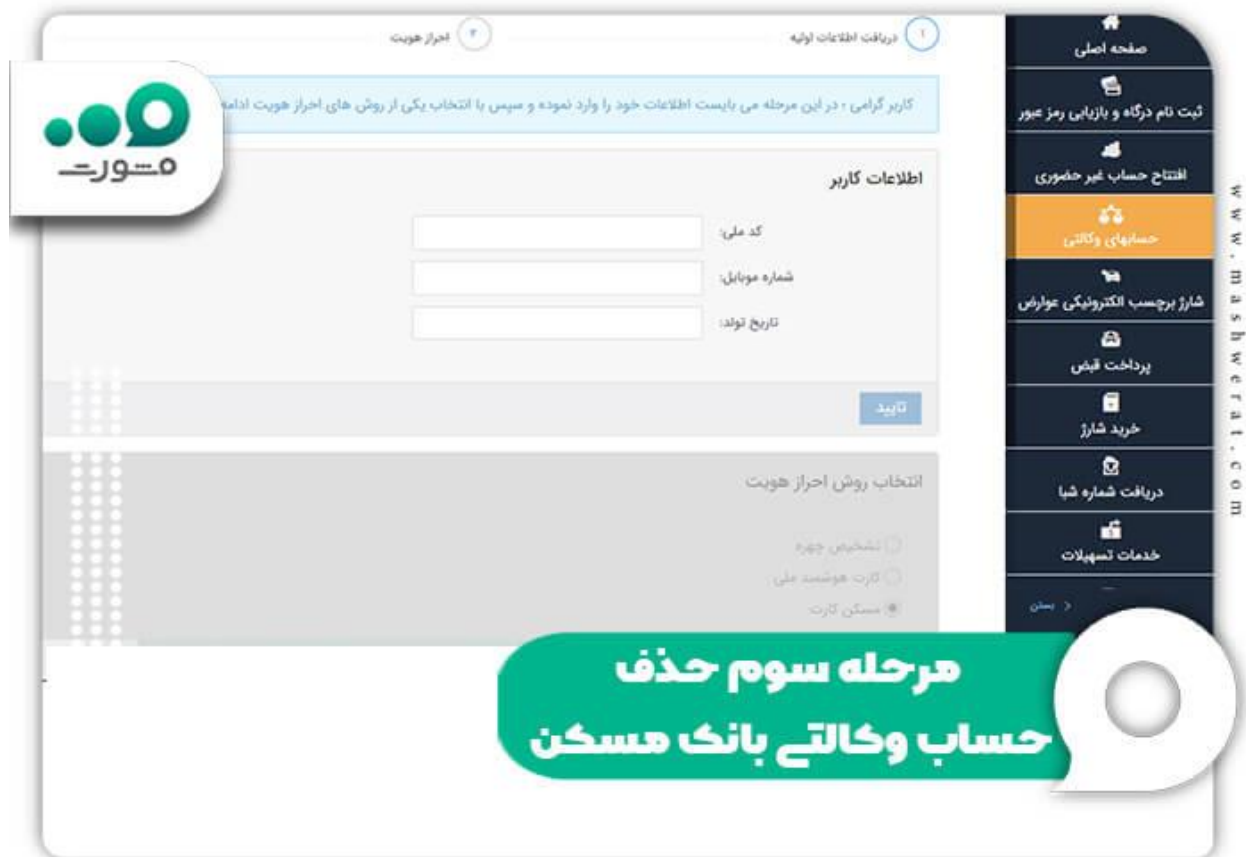 صفحه اصلی
ثبت نام درگاه و بازیابی رمز عبور
افتتاح حساب غیر حضوری
حسابهای وکالتی
شارژ برچسب الکترونیکی عوارض
پرداخت قبض
خرید شارژ
دریافت شماره شبا
خدمات تسهیلات
بستن
۱ دریافت اطلاعات اولیه
۲ احراز هویت
کاربر گرامی ؛ در این مرحله می بایست اطلاعات خود را وارد نموده و سپس با انتخاب یکی از روش های احراز هویت ادامه
اطلاعات کاربر
کد ملی:
شماره موبایل:
تاریخ تولد:
تایید
انتخاب روش احراز هویت
تشخیص چهره
کارت هوشمند ملی
مسکن کارت
مشورت
مرحله سوم حذف
حساب وکالتی بانک مسکن
www.mashwerat.com